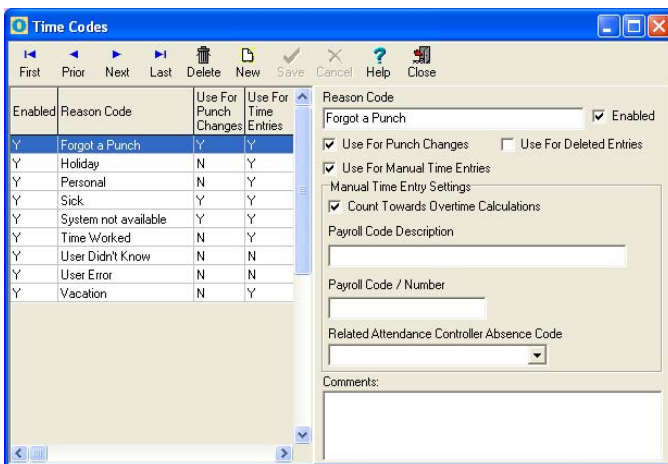 Time Codes
First Prior Next Last Delete New Save Cancel Help Close
Enabled Reason Code Use For Punch Changes Use For Time Entries
Y Forgot a Punch Y Y
Y Holiday N Y
Y Personal N Y
Y Sick Y Y
Y System not available Y Y
Y Time Worked N Y
Y User Didn't Know N N
Y User Error N N
Y Vacation N Y
Reason Code
Forgot a Punch Enabled
Use For Punch Changes Use For Deleted Entries
Use For Manual Time Entries
Manual Time Entry Settings
Count Towards Overtime Calculations
Payroll Code Description
Payroll Code / Number
Related Attendance Controller Absence Code
Comments: